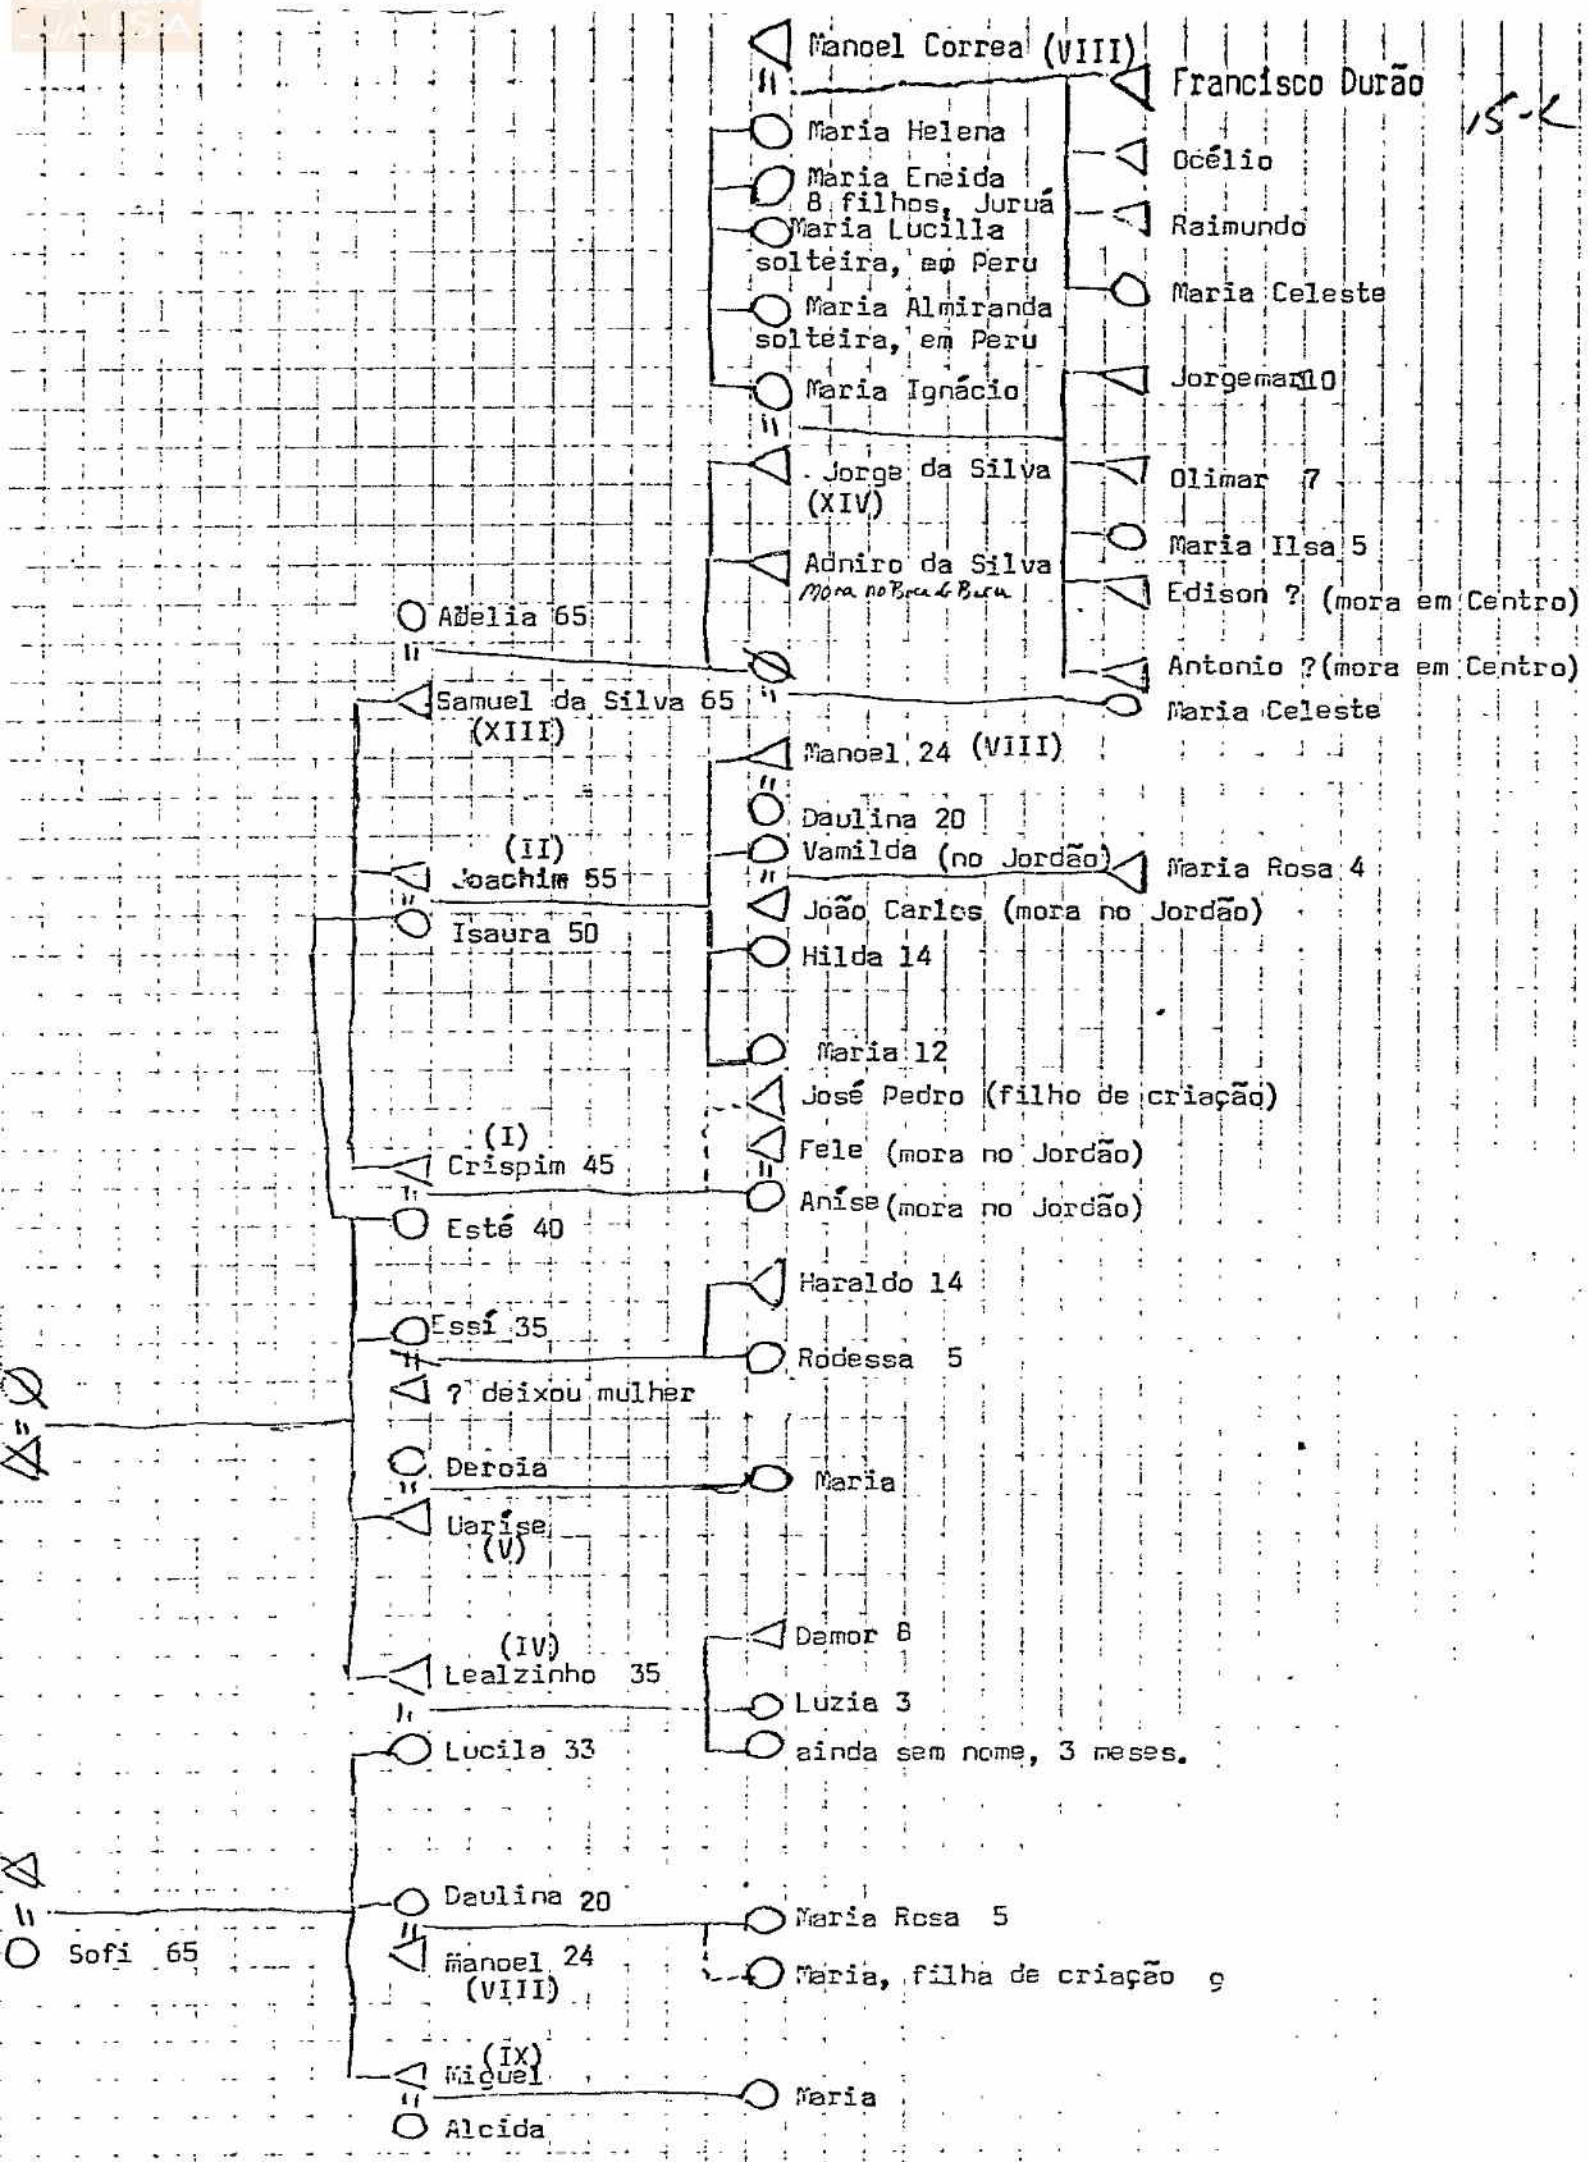 Manoel Correa (VIII)
Francisco Durão
15-K
Maria Helena
Océlio
Maria Eneida
8 filhos, Juruá
Raimundo
Maria Lucilla
solteira, em Peru
Maria Celeste
Maria Almiranda
solteira, em Peru
Maria Ignácio
Jorgemar10
Jorge da Silva
(XIV)
Olimar 7
Maria Ilsa 5
Adniro da Silva
mora no
Edison ? (mora em Centro)
Adelia 65
Antonio ?(mora em Centro)
Samuel da Silva 65
(XIII)
Maria Celeste
Manoel 24 (VIII)
Daulina 20
(II)
Joachim 55
Vamilda (no Jordão)
Maria Rosa 4
João Carlos (mora no Jordão)
Isaura 50
Hilda 14
Maria 12
José Pedro (filho de criação)
(I)
Crispim 45
Fele (mora no Jordão)
Aníse (mora no Jordão)
Esté 40
Haraldo 14
Essí 35
Rodessa 5
? deixou mulher
Deroia
Maria
Uaríse
(V)
Damor 8
(IV)
Lealzinho 35
Luzia 3
Lucila 33
ainda sem nome, 3 meses.
Daulina 20
Maria Rosa 5
Sofi 65
manoel 24
(VIII)
Maria, filha de criação 9
(IX)
Miguel
Maria
Alcida